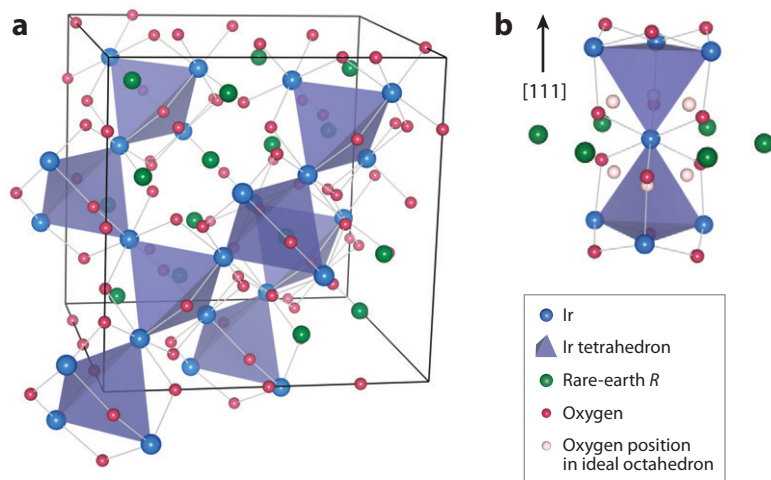 a
b
[111]
Ir
Ir tetrahedron
Rare-earth R
Oxygen
Oxygen position
in ideal octahedron